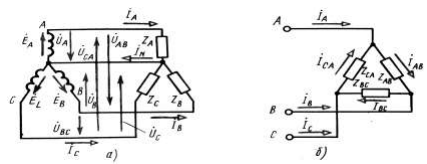 A İ_A A İ_A
Ė_A U̇_A U̇_CA U̇_AB İ_N Z_A
İ_CA Z_CA Z_AB İ_AB
Z_BC
C Ė_L Ė_B B U̇_B Z_C Z_B
B İ_B İ_BC
U̇_BC U̇_C İ_B
C İ_C
İ_C а) б)